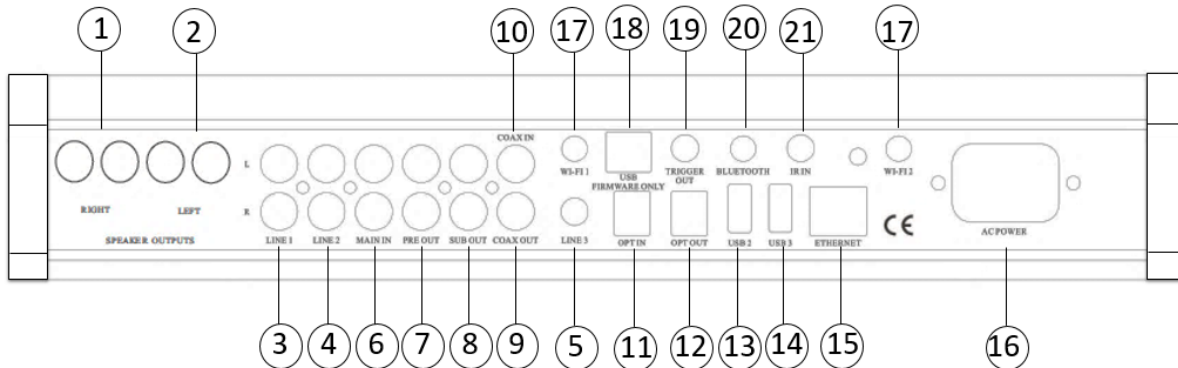 1 2 10 17 18 19 20 21 17
COAX IN
L
WI-FI 1 USB FIRMWARE ONLY TRIGGER OUT BLUETOOTH IR IN WI-FI 2
RIGHT LEFT R
CE
SPEAKER OUTPUTS LINE 1 LINE 2 MAIN IN PRE OUT SUB OUT COAX OUT LINE 3 OPT IN OPT OUT USB 2 USB 3 ETHERNET AC POWER
3 4 6 7 8 9 5 11 12 13 14 15 16